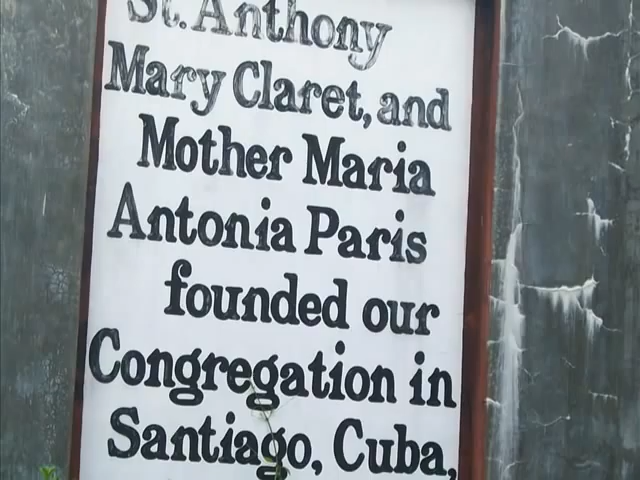 St. Anthony
Mary Claret, and
Mother Maria
Antonia Paris
founded our
Congregation in
Santiago, Cuba,